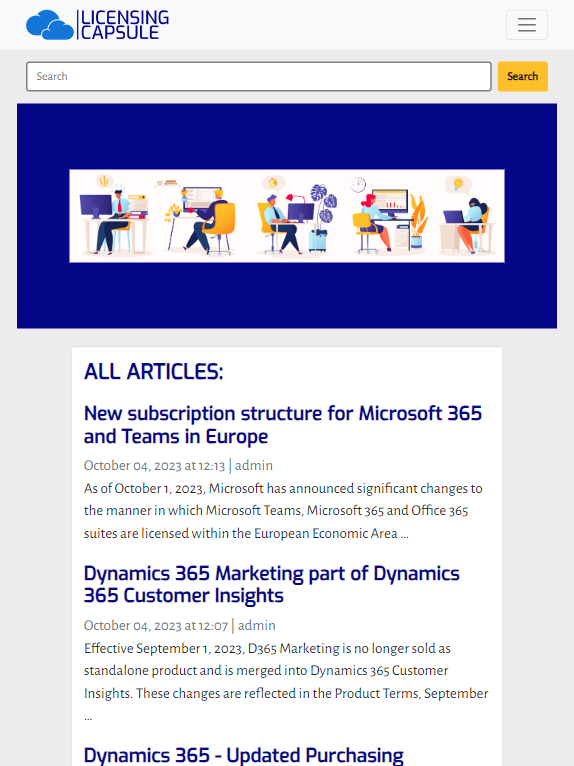 LICENSING
CAPSULE
Search
Search
ALL ARTICLES:
New subscription structure for Microsoft 365
and Teams in Europe
October 04, 2023 at 12:13 | admin
As of October 1, 2023, Microsoft has announced significant changes to
the manner in which Microsoft Teams, Microsoft 365 and Office 365
suites are licensed within the European Economic Area ...
Dynamics 365 Marketing part of Dynamics
365 Customer Insights
October 04, 2023 at 12:07 | admin
Effective September 1, 2023, D365 Marketing is no longer sold as
standalone product and is merged into Dynamics 365 Customer
Insights. These changes are reflected in the Product Terms, September
...
Dynamics 365 - Updated Purchasing